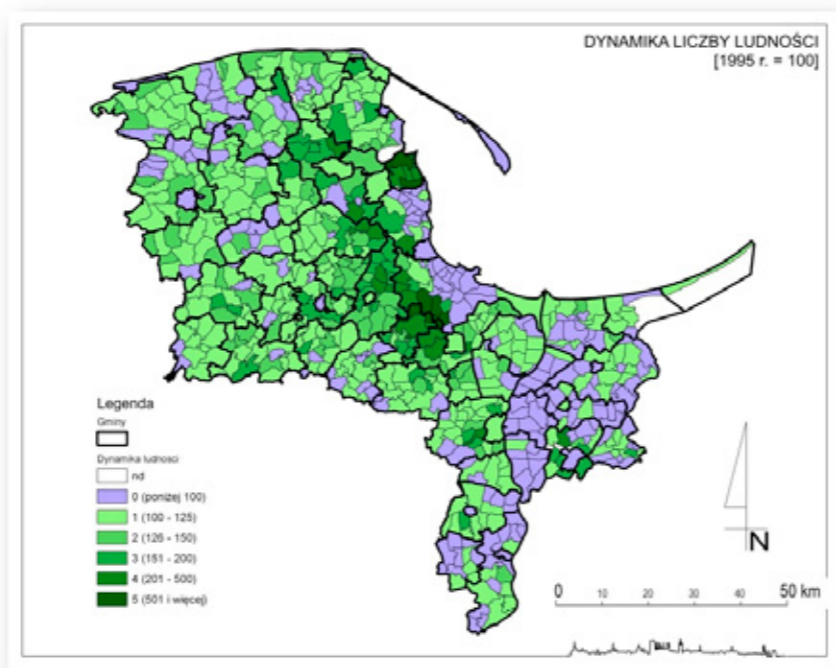 DYNAMIKA LICZBY LUDNOŚCI
[1995 r. = 100]
Legenda
Gminy
Dynamika ludności
nd
0 (poniżej 100)
1 (100 - 125)
2 (126 - 150)
3 (151 - 200)
4 (201 - 500)
5 (501 i więcej)
N
0 10 20 30 40 50 km